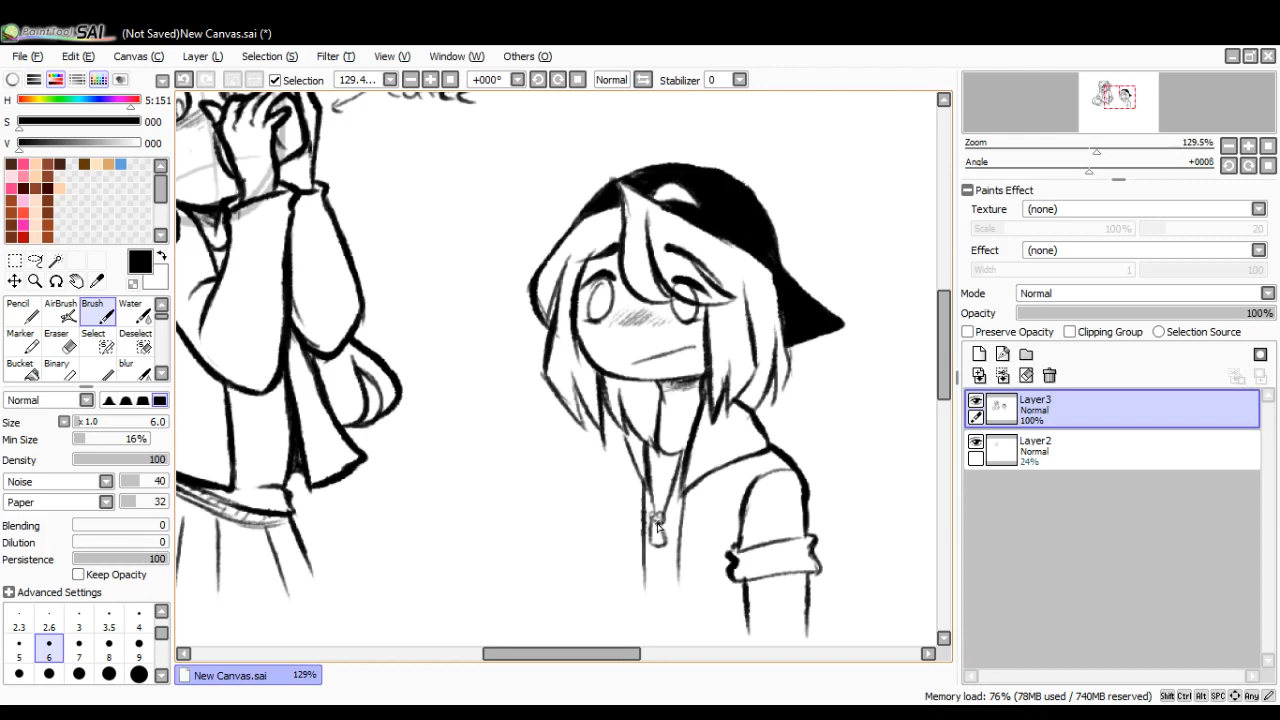 PaintTool SAI (Not Saved)New Canvas.sai (*)
File (F) Edit (E) Canvas (C) Layer (L) Selection (S) Filter (T) View (V) Window (W) Others (O)
Selection 129.4... +000° Normal Stabilizer 0
H 5:151
S 000
V 000
Pencil AirBrush Brush Water
Marker Eraser Select Deselect
Bucket Binary blur
Normal
Size x 1.0 6.0
Min Size 16%
Density 100
Noise 40
Paper 32
Blending 0
Dilution 0
Persistence 100
Keep Opacity
Advanced Settings
2.3 2.6 3 3.5 4
5 6 7 8 9
New Canvas.sai 129%
Zoom 129.5%
Angle +000ß
Paints Effect
Texture (none)
Scale 100% 20
Effect (none)
Width 1 100
Mode Normal
Opacity 100%
Preserve Opacity Clipping Group Selection Source
Layer3
Normal
100%
Layer2
Normal
24%
Memory load: 76% (78MB used / 740MB reserved) Shift Ctrl Alt SPC Any